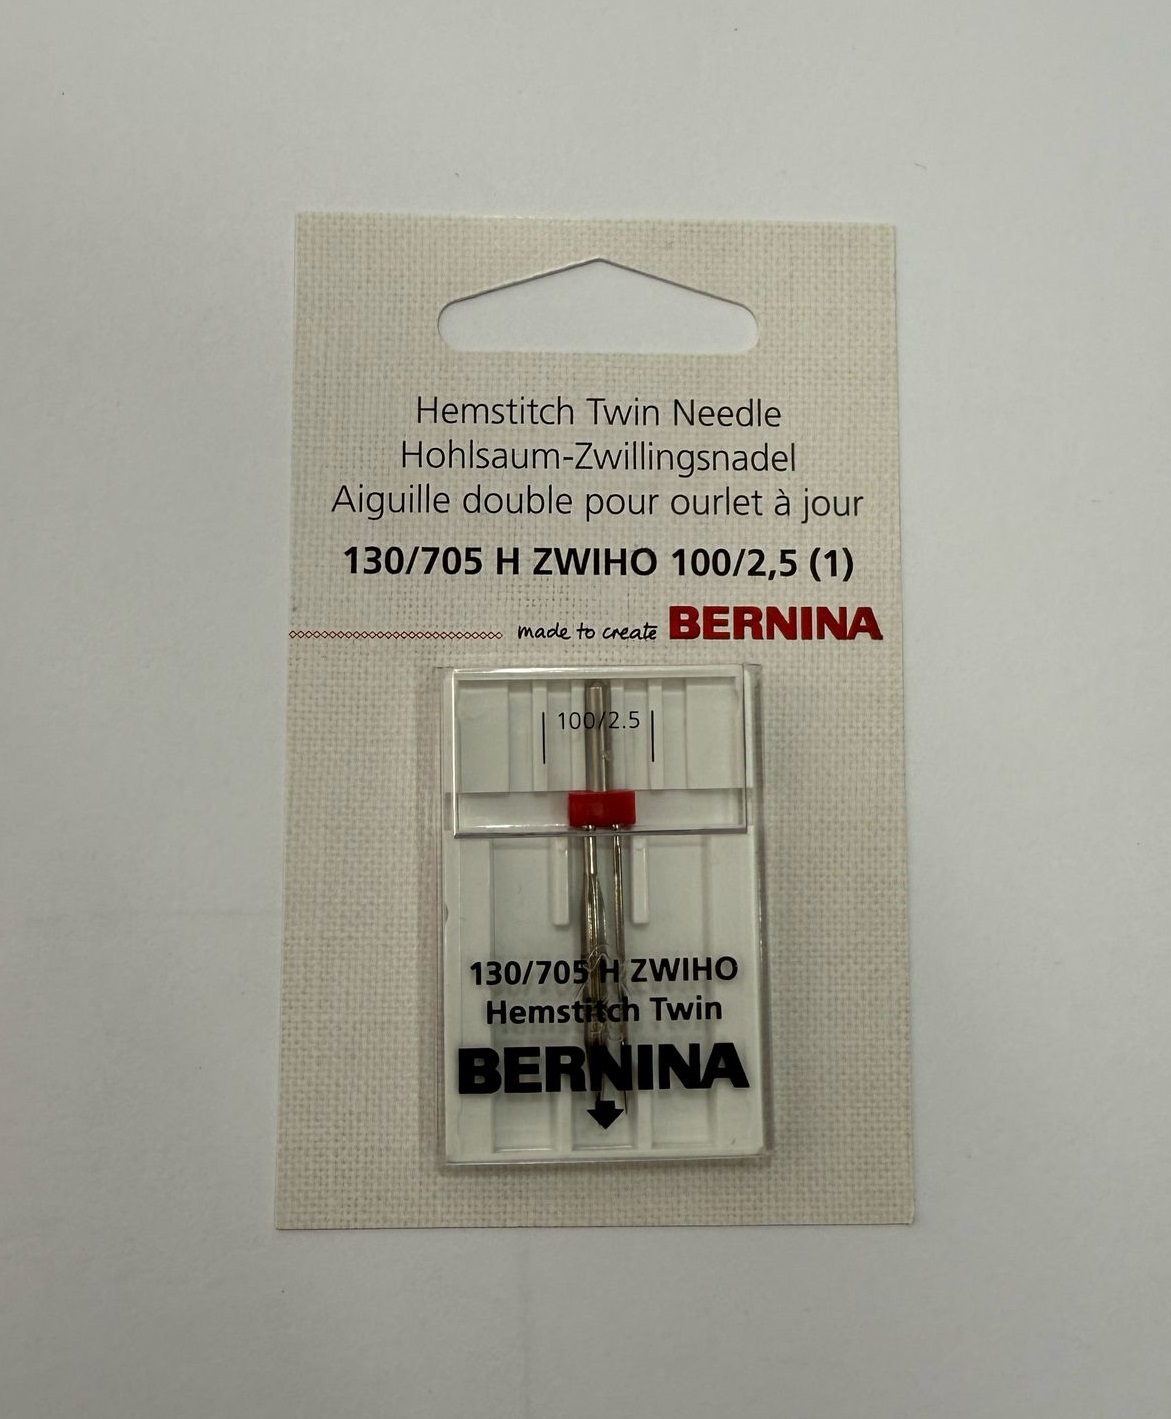 Hemstitch Twin Needle
Hohlsaum-Zwillingsnadel
Aiguille double pour ourlet à jour
130/705 H ZWIHO 100/2,5 (1)
made to create BERNINA
100/2.5
130/705 H ZWIHO
Hemstitch Twin
BERNINA